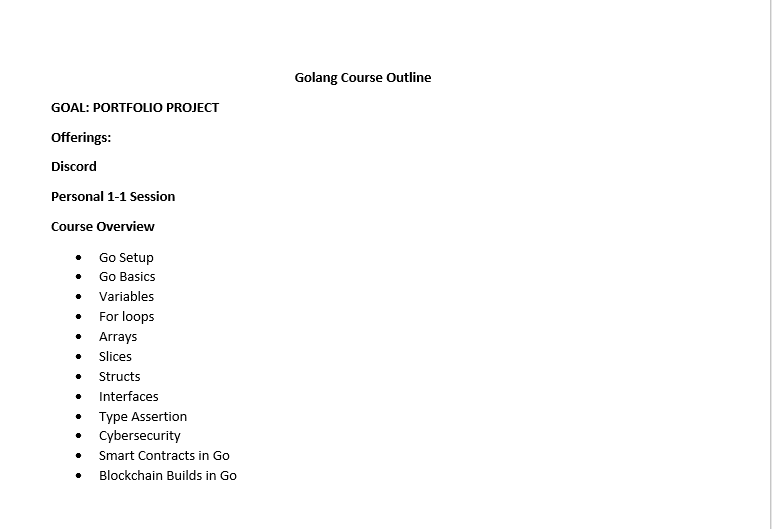 Golang Course Outline
GOAL: PORTFOLIO PROJECT
Offerings:
Discord
Personal 1-1 Session
Course Overview
• Go Setup
• Go Basics
• Variables
• For loops
• Arrays
• Slices
• Structs
• Interfaces
• Type Assertion
• Cybersecurity
• Smart Contracts in Go
• Blockchain Builds in Go